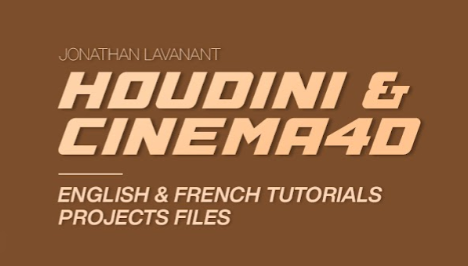 JONATHAN LAVANANT
HOUDINI &
CINEMA4D
ENGLISH & FRENCH TUTORIALS
PROJECTS FILES